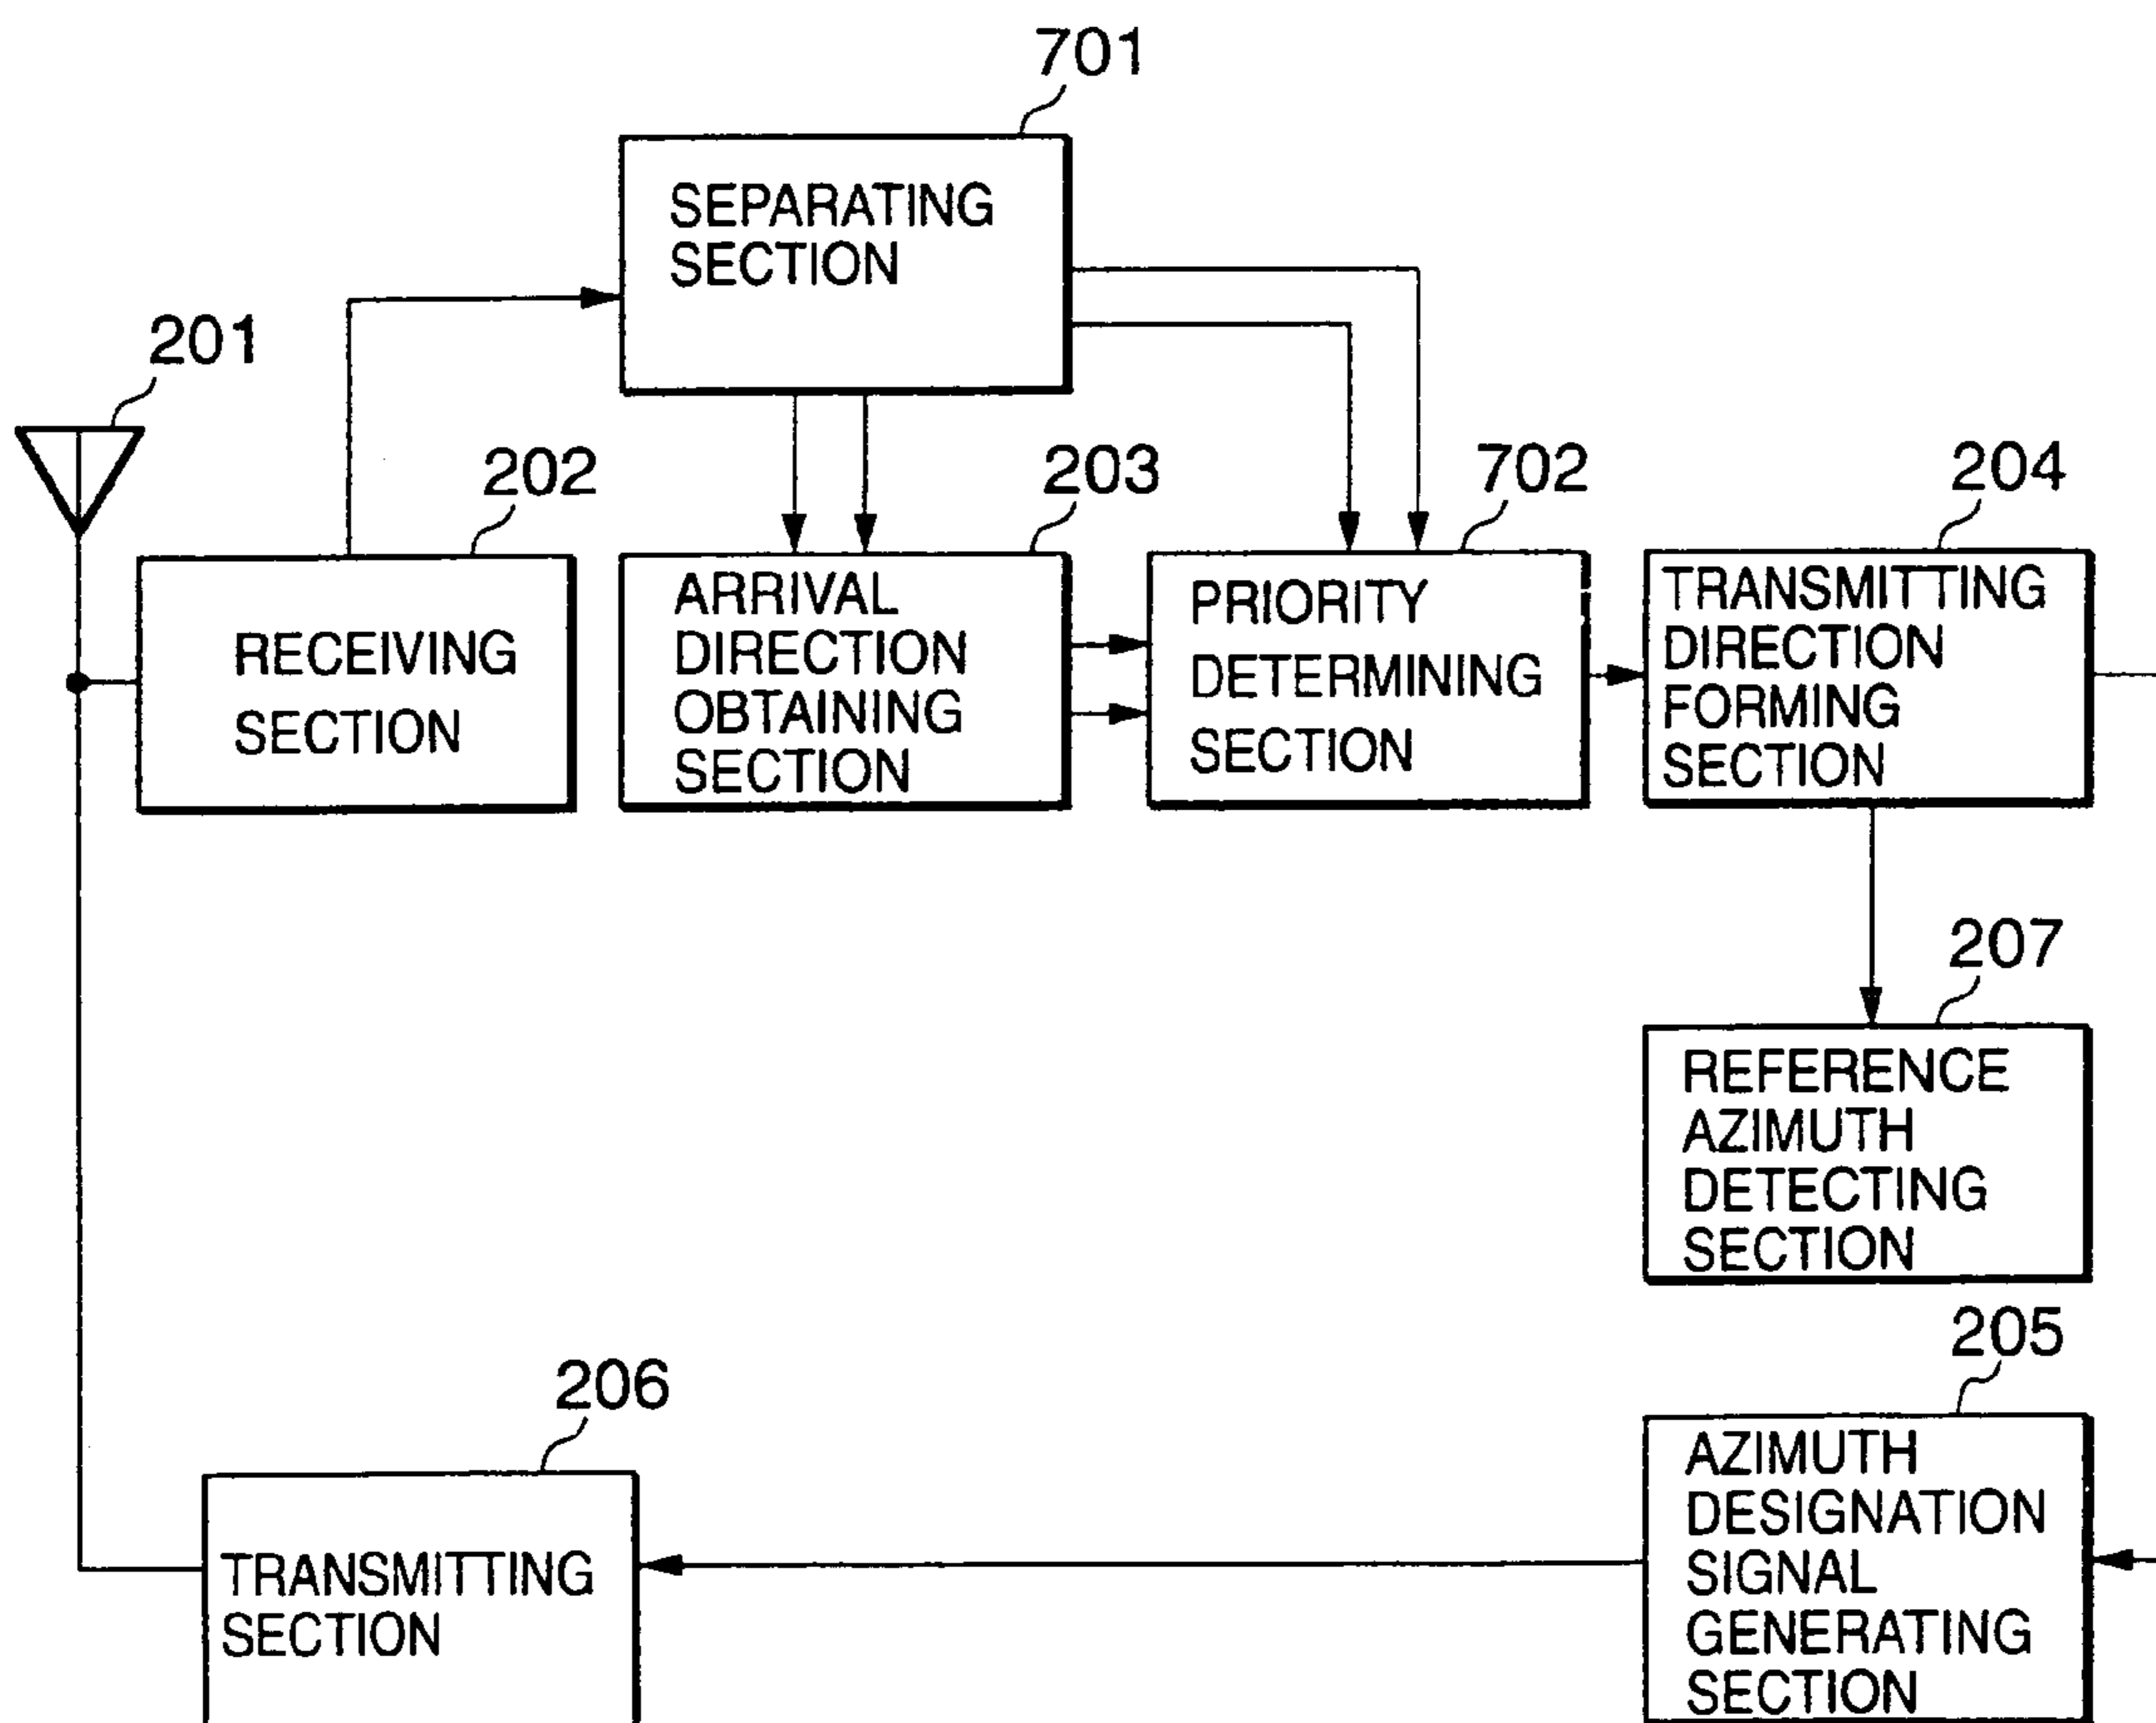 701
SEPARATING
SECTION
201
202
203
702
204
RECEIVING
SECTION
ARRIVAL
DIRECTION
OBTAINING
SECTION
PRIORITY
DETERMINING
SECTION
TRANSMITTING
DIRECTION
FORMING
SECTION
207
REFERENCE
AZIMUTH
DETECTING
SECTION
205
206
AZIMUTH
DESIGNATION
SIGNAL
GENERATING
SECTION
TRANSMITTING
SECTION